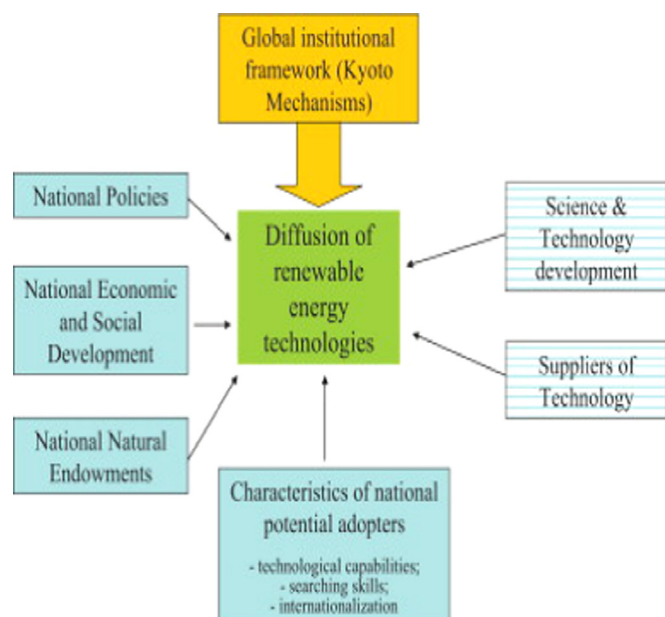 Global institutional
framework (Kyoto
Mechanisms)
National Policies
Diffusion of
renewable
energy
technologies
Science &
Technology
development
National Economic
and Social
Development
Suppliers of
Technology
National Natural
Endowments
Characteristics of national
potential adopters
- technological capabilities;
- searching skills;
- internationalization